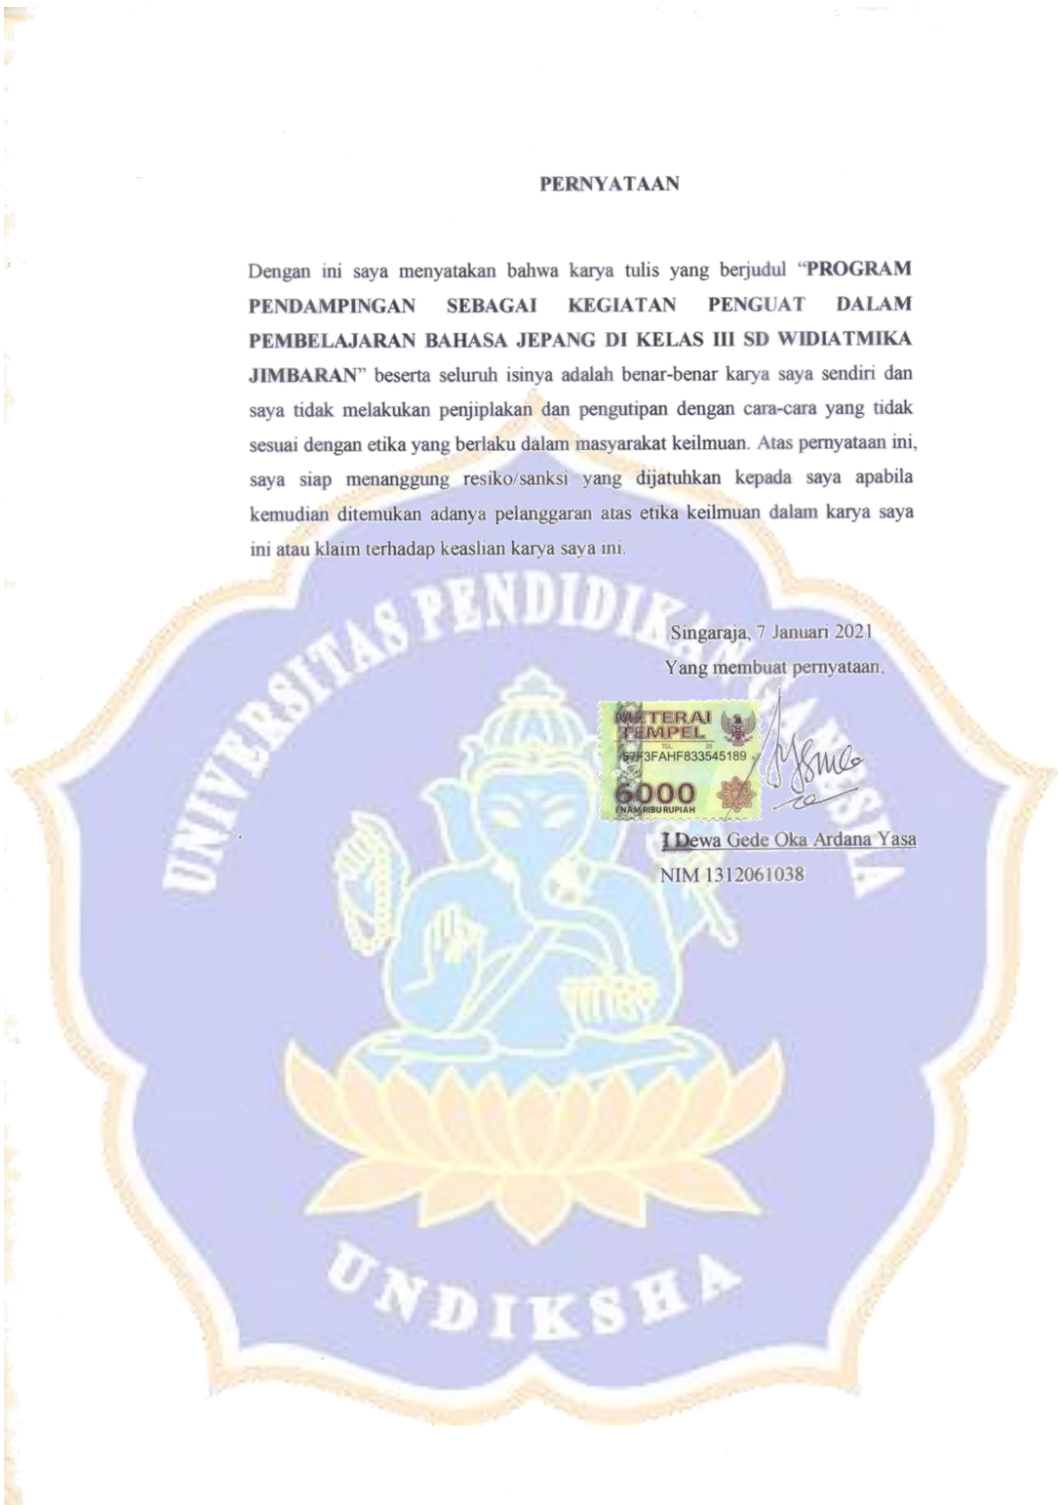 PERNYATAAN
Dengan ini saya menyatakan bahwa karya tulis yang berjudul “PROGRAM
PENDAMPINGAN SEBAGAI KEGIATAN PENGUAT DALAM
PEMBELAJARAN BAHASA JEPANG DI KELAS III SD WIDIATMIKA
JIMBARAN” beserta seluruh isinya adalah benar-benar karya saya sendiri dan
saya tidak melakukan penjiplakan dan pengutipan dengan cara-cara yang tidak
sesuai dengan etika yang berlaku dalam masyarakat keilmuan. Atas pernyataan ini,
saya siap menanggung resiko/sanksi yang dijatuhkan kepada saya apabila
kemudian ditemukan adanya pelanggaran atas etika keilmuan dalam karya saya
ini atau klaim terhadap keaslian karya saya ini.
Singaraja, 7 Januari 2021
Yang membuat pernyataan,
METERAI
TEMPEL
TGL 20
57F3FAHF833545189
6000
ENAM RIBU RUPIAH
I Dewa Gede Oka Ardana Yasa
NIM 1312061038
UNIVERSITAS PENDIDIKAN GANESHA
UNDIKSHA